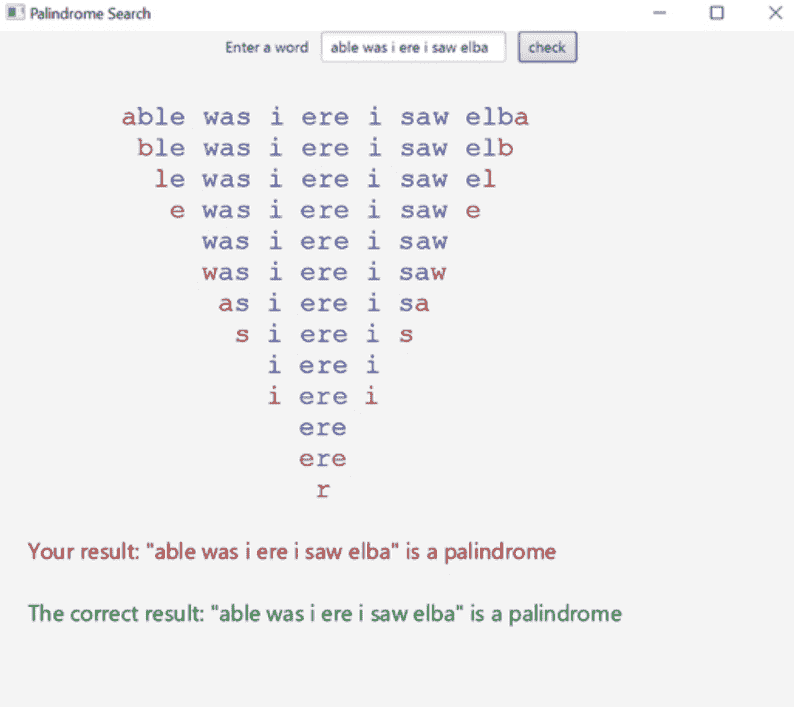 Palindrome Search
Enter a word able was i ere i saw elba check
able was i ere i saw elba
ble was i ere i saw elb
le was i ere i saw el
e was i ere i saw e
was i ere i saw
was i ere i saw
as i ere i sa
s i ere i s
i ere i
i ere i
ere
ere
r
Your result: "able was i ere i saw elba" is a palindrome
The correct result: "able was i ere i saw elba" is a palindrome